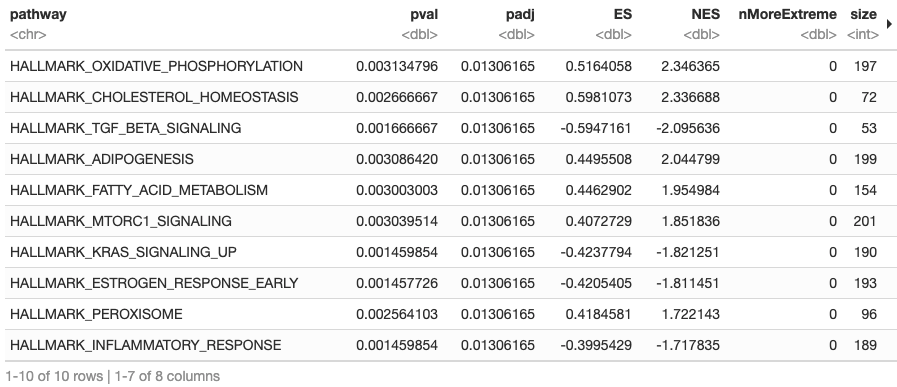 pathway pval padj ES NES nMoreExtreme size
<chr> <dbl> <dbl> <dbl> <dbl> <dbl> <int>
HALLMARK_OXIDATIVE_PHOSPHORYLATION 0.003134796 0.01306165 0.5164058 2.346365 0 197
HALLMARK_CHOLESTEROL_HOMEOSTASIS 0.002666667 0.01306165 0.5981073 2.336688 0 72
HALLMARK_TGF_BETA_SIGNALING 0.001666667 0.01306165 -0.5947161 -2.095636 0 53
HALLMARK_ADIPOGENESIS 0.003086420 0.01306165 0.4495508 2.044799 0 199
HALLMARK_FATTY_ACID_METABOLISM 0.003003003 0.01306165 0.4462902 1.954984 0 154
HALLMARK_MTORC1_SIGNALING 0.003039514 0.01306165 0.4072729 1.851836 0 201
HALLMARK_KRAS_SIGNALING_UP 0.001459854 0.01306165 -0.4237794 -1.821251 0 190
HALLMARK_ESTROGEN_RESPONSE_EARLY 0.001457726 0.01306165 -0.4205405 -1.811451 0 193
HALLMARK_PEROXISOME 0.002564103 0.01306165 0.4184581 1.722143 0 96
HALLMARK_INFLAMMATORY_RESPONSE 0.001459854 0.01306165 -0.3995429 -1.717835 0 189
1-10 of 10 rows | 1-7 of 8 columns